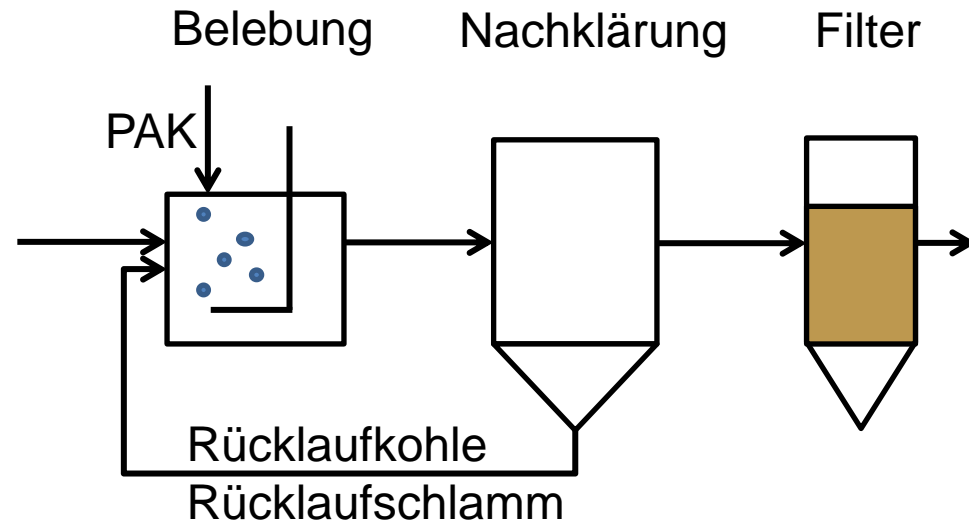 Belebung
Nachklärung
Filter
PAK
Rücklaufkohle
Rücklaufschlamm